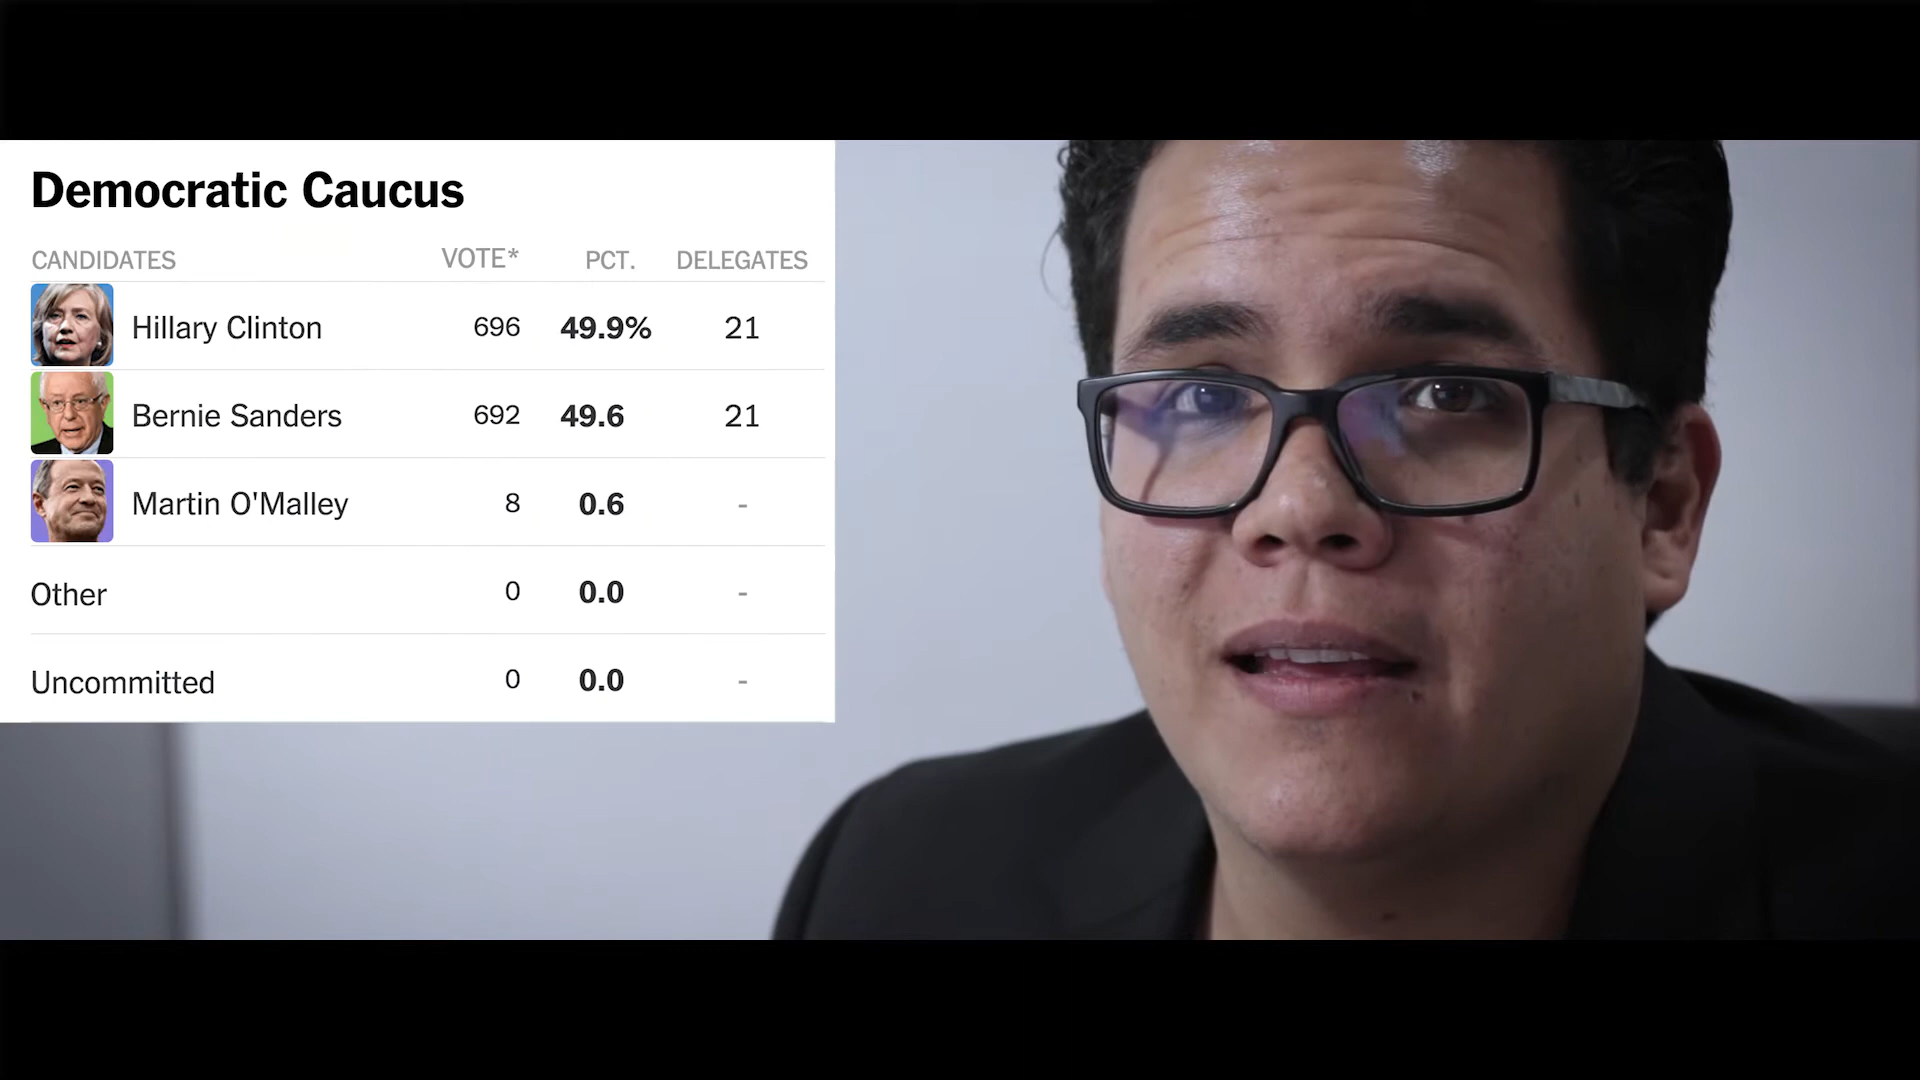 Democratic Caucus
CANDIDATES VOTE* PCT. DELEGATES
Hillary Clinton 696 49.9% 21
Bernie Sanders 692 49.6 21
Martin O'Malley 8 0.6 -
Other 0 0.0 -
Uncommitted 0 0.0 -